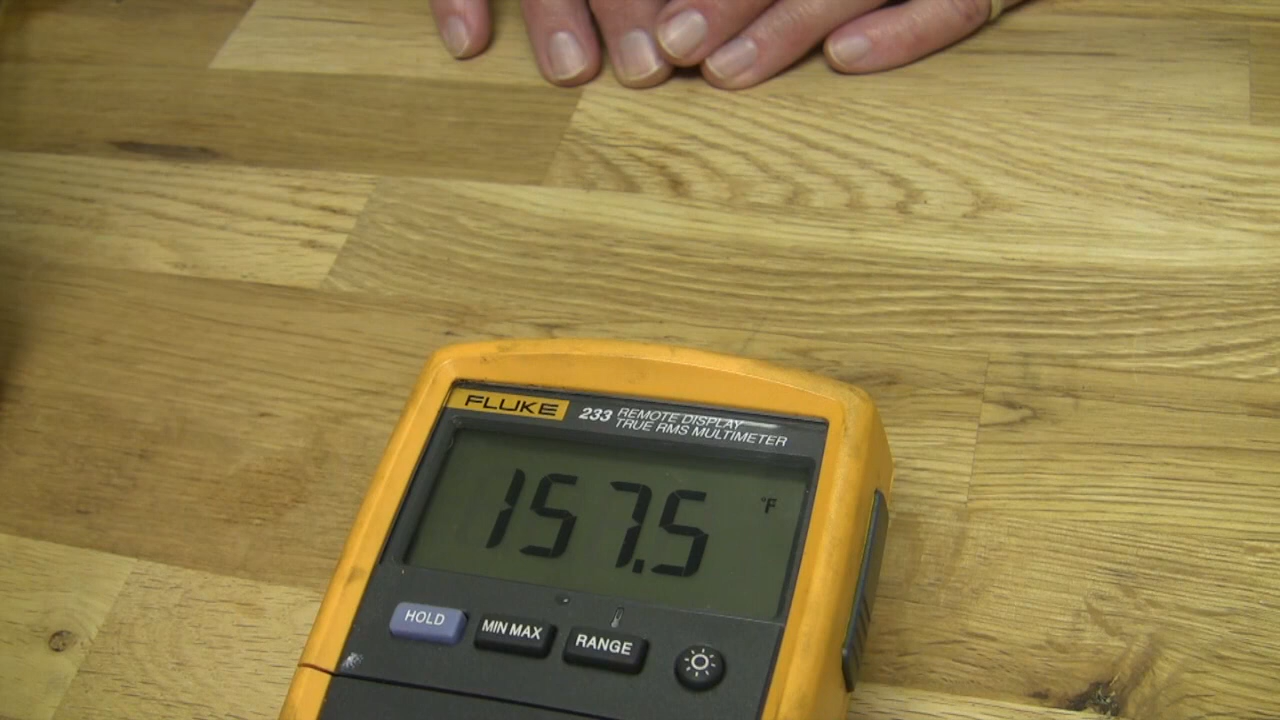 FLUKE 233 REMOTE DISPLAY
TRUE RMS MULTIMETER
157.5 °F
HOLD MIN MAX RANGE